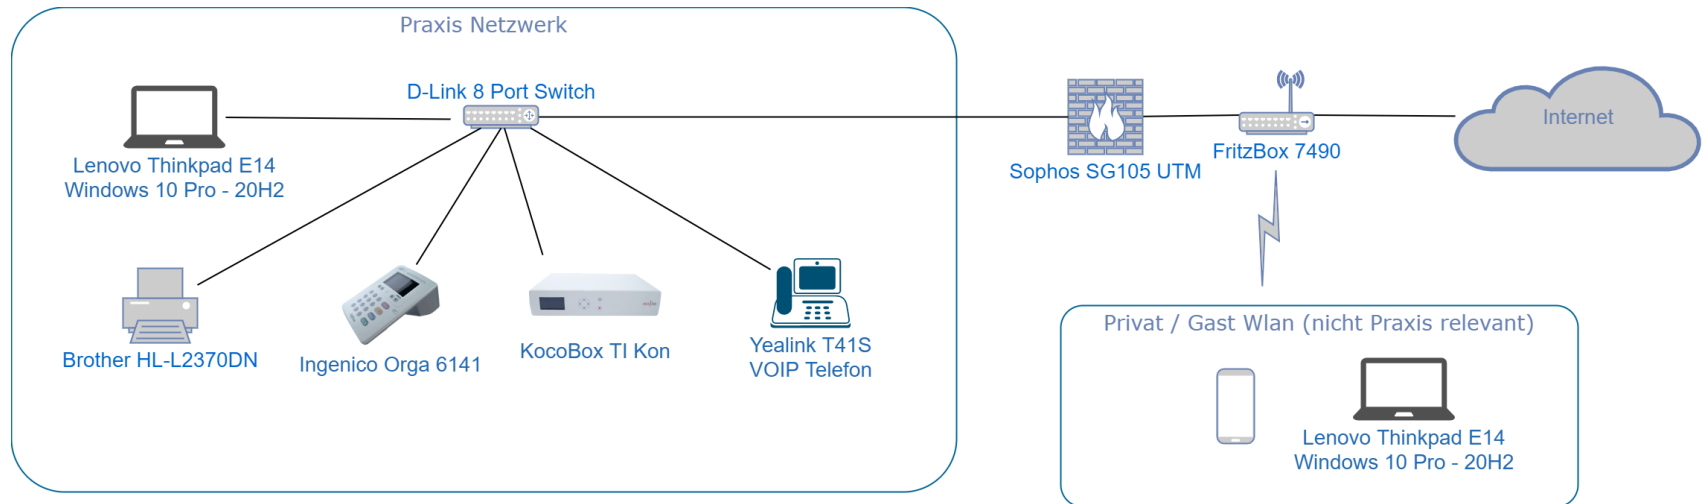 Praxis Netzwerk
D-Link 8 Port Switch
Lenovo Thinkpad E14
Windows 10 Pro - 20H2
Sophos SG105 UTM
FritzBox 7490
Internet
Brother HL-L2370DN
Ingenico Orga 6141
KocoBox TI Kon
Yealink T41S
VOIP Telefon
Privat / Gast Wlan (nicht Praxis relevant)
Lenovo Thinkpad E14
Windows 10 Pro - 20H2